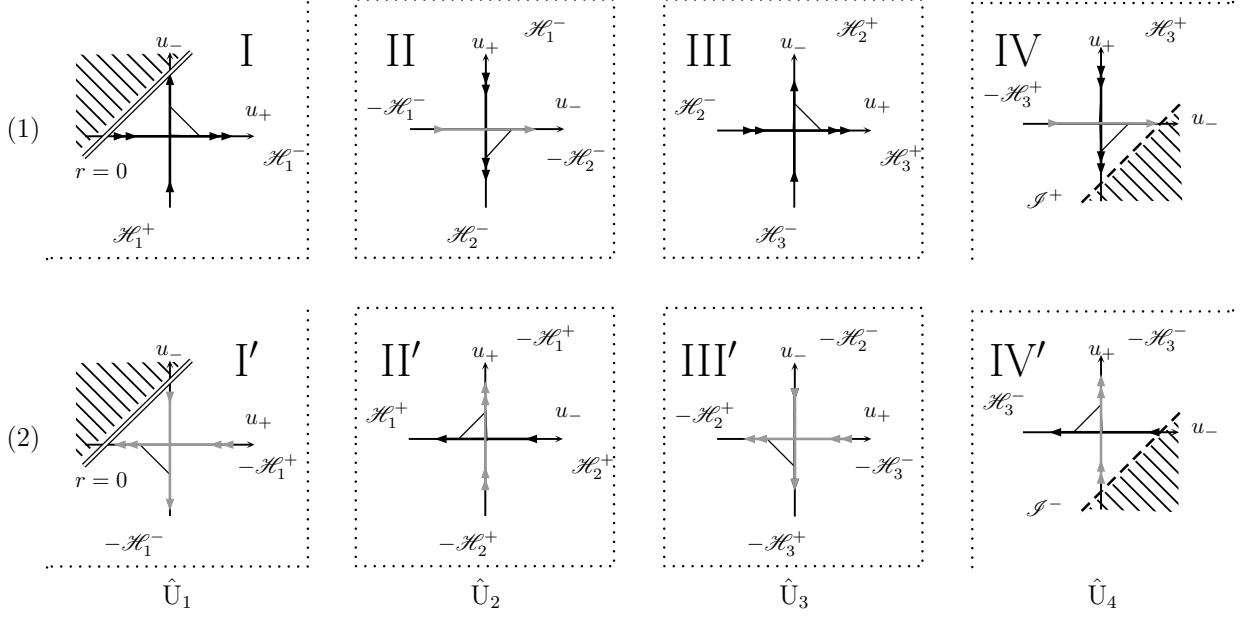 u₋ I ℋ₁⁻ u₊ II ℋ₂⁺ u₋ III ℋ₃⁺ u₊ IV
(1) u₊ ℋ₁⁻ −ℋ₁⁻ u₋ −ℋ₂⁻ ℋ₂⁻ u₊ ℋ₃⁺ −ℋ₃⁺ u₋
r = 0
ℋ₁⁺ ℋ₂⁻ ℋ₃⁻ 𝓘⁺
u₋ I′ −ℋ₁⁺ u₊ II′ −ℋ₂⁻ u₋ III′ −ℋ₃⁻ u₊ IV′
(2) u₊ −ℋ₁⁺ ℋ₁⁺ u₋ ℋ₂⁺ −ℋ₂⁺ u₊ −ℋ₃⁻ ℋ₃⁻ u₋
r = 0
−ℋ₁⁻ −ℋ₂⁺ −ℋ₃⁺ 𝓘⁻
Û₁ Û₂ Û₃ Û₄